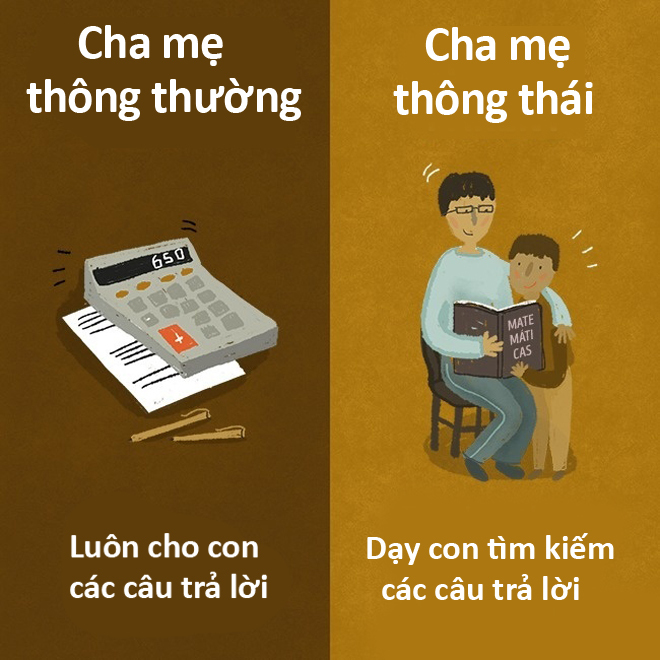 Cha mẹ
thông thường
650
Luôn cho con
các câu trả lời
Cha mẹ
thông thái
MATE
MÁTI
CAS
Dạy con tìm kiếm
các câu trả lời